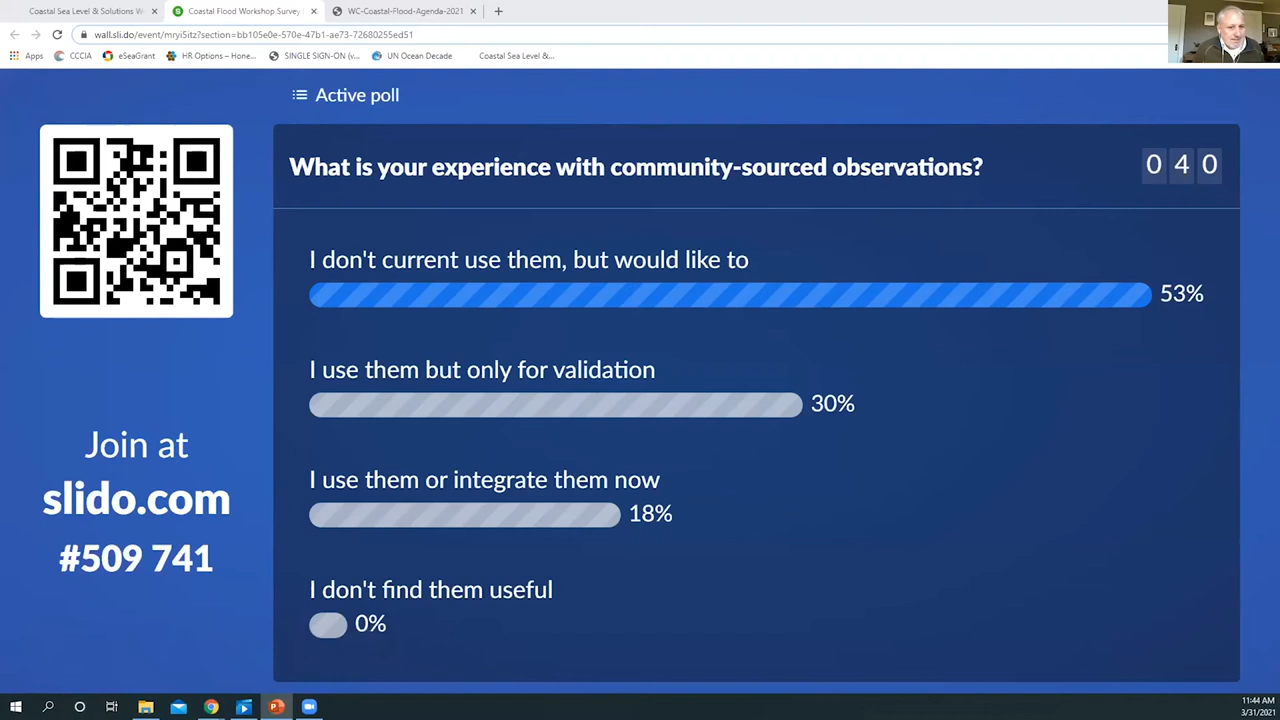 Coastal Sea Level & Solutions W
Coastal Flood Workshop Survey
WC-Coastal-Flood-Agenda-2021
wall.sli.do/event/mryi5itz?section=bb105e0e-570e-47b1-ae73-72680255ed51
Apps CCCIA eSeaGrant HR Options – Hone... SINGLE SIGN-ON (v... UN Ocean Decade Coastal Sea Level &...
Active poll
What is your experience with community-sourced observations?
040
I don't current use them, but would like to
53%
I use them but only for validation
30%
I use them or integrate them now
18%
I don't find them useful
0%
Join at
slido.com
#509 741
11:44 AM
3/31/2021